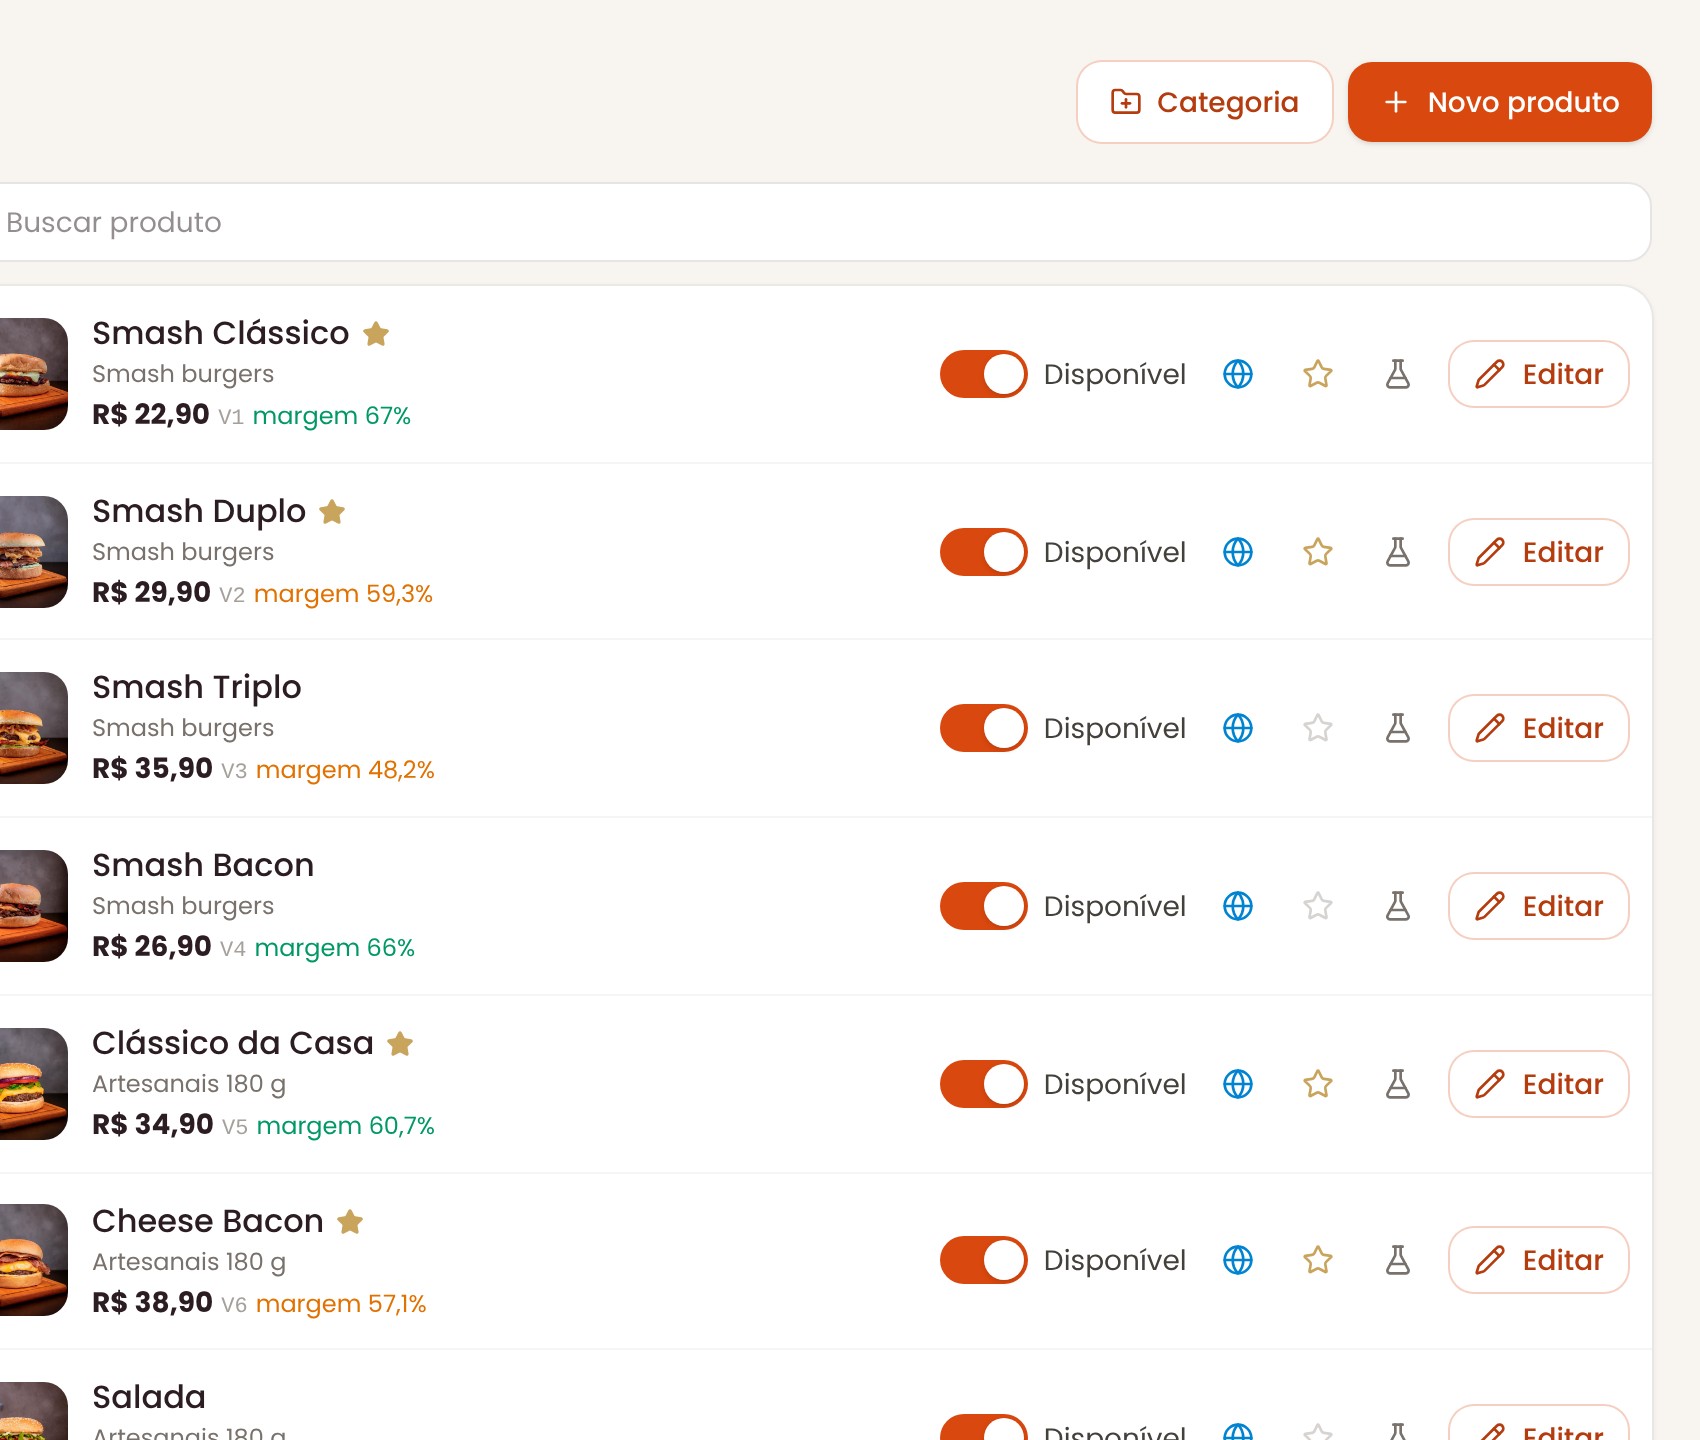 Categoria
Novo produto
Buscar produto
Smash Clássico
Smash burgers
R$ 22,90 V1 margem 67%
Disponível
Editar
Smash Duplo
Smash burgers
R$ 29,90 V2 margem 59,3%
Disponível
Editar
Smash Triplo
Smash burgers
R$ 35,90 V3 margem 48,2%
Disponível
Editar
Smash Bacon
Smash burgers
R$ 26,90 V4 margem 66%
Disponível
Editar
Clássico da Casa
Artesanais 180 g
R$ 34,90 V5 margem 60,7%
Disponível
Editar
Cheese Bacon
Artesanais 180 g
R$ 38,90 V6 margem 57,1%
Disponível
Editar
Salada
Artesanais 180 g
Disponível
Editar